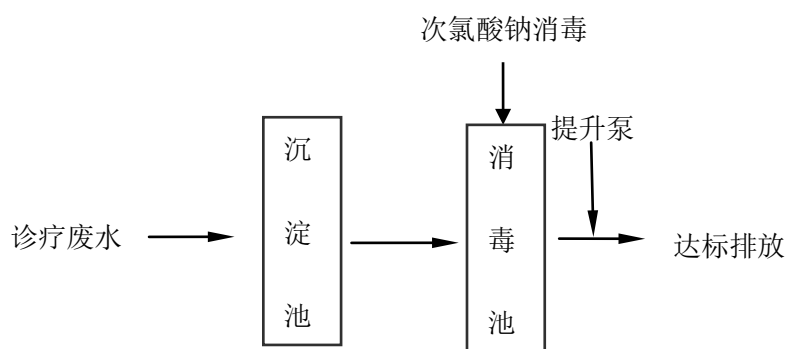 次氯酸钠消毒
提升泵
诊疗废水
沉淀池
消毒池
达标排放